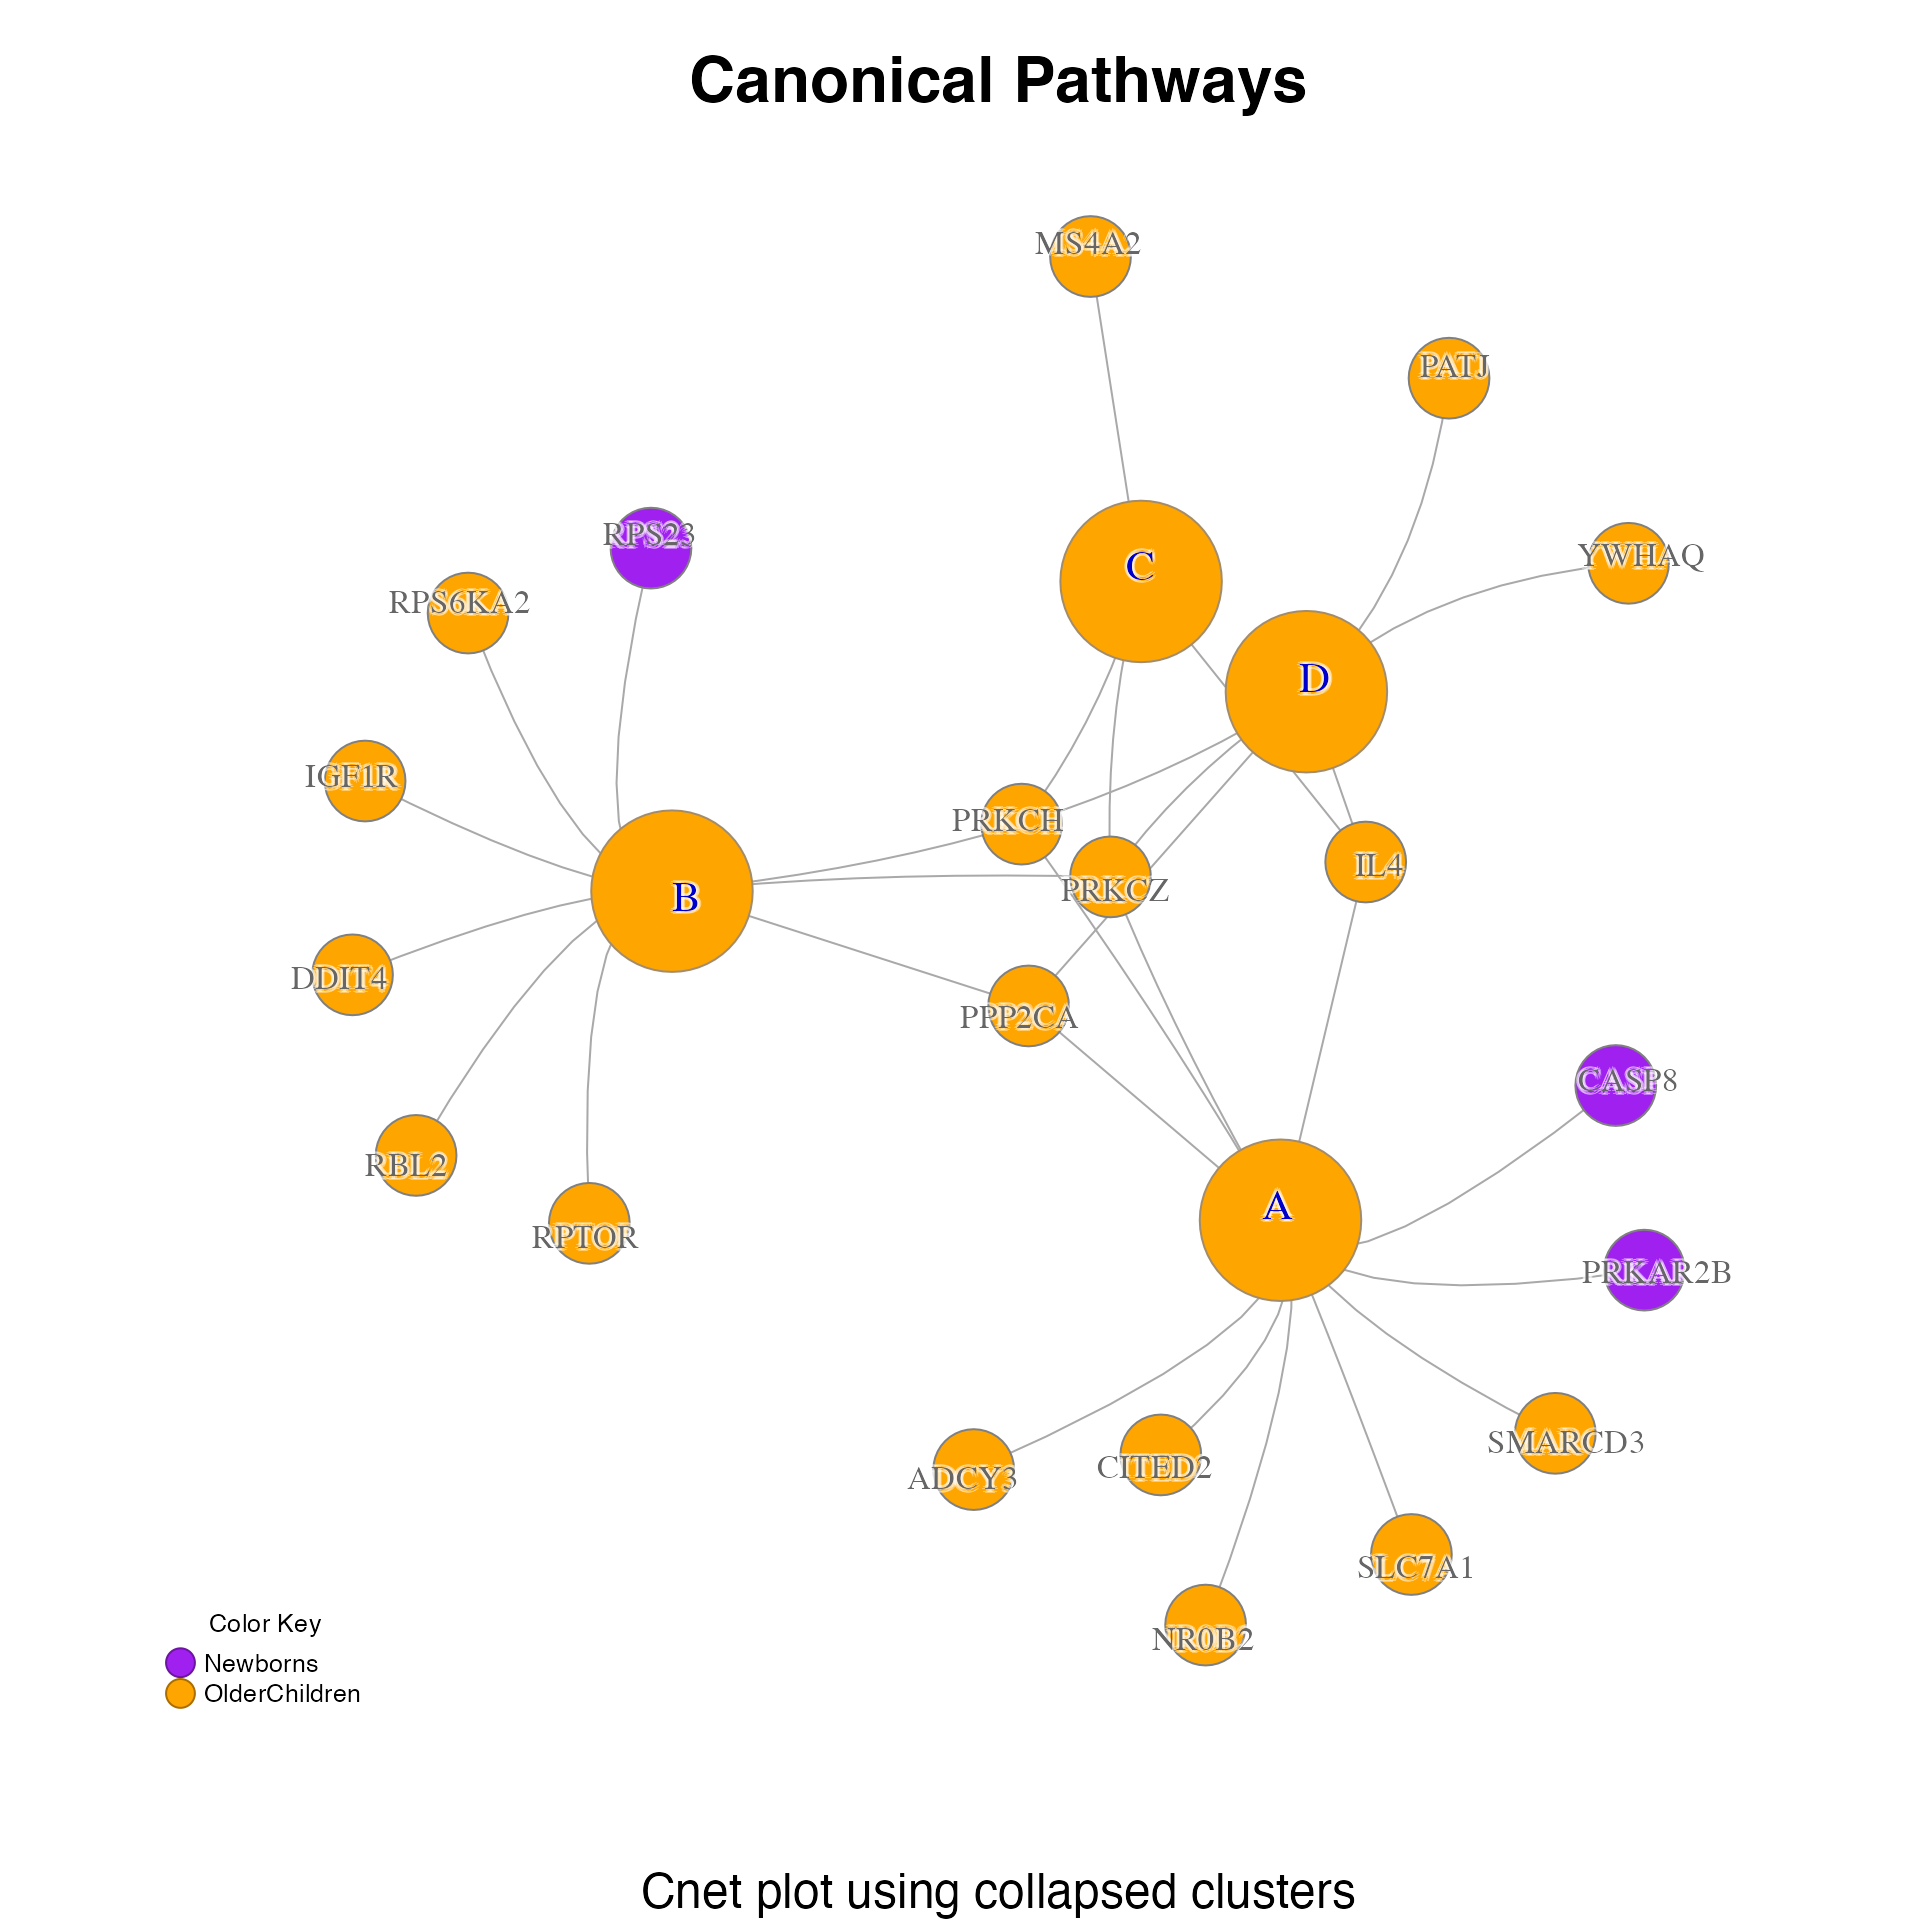 Canonical Pathways
MS4A2
PATJ
RPS23
YWHAQ
C
RPS6KA2
D
IGF1R
PRKCH
IL4
PRKCZ
B
DDIT4
PPP2CA
CASP8
RBL2
A
RPTOR
PRKAR2B
SMARCD3
CITED2
ADCY3
SLC7A1
NR0B2
Color Key
Newborns
OlderChildren
Cnet plot using collapsed clusters